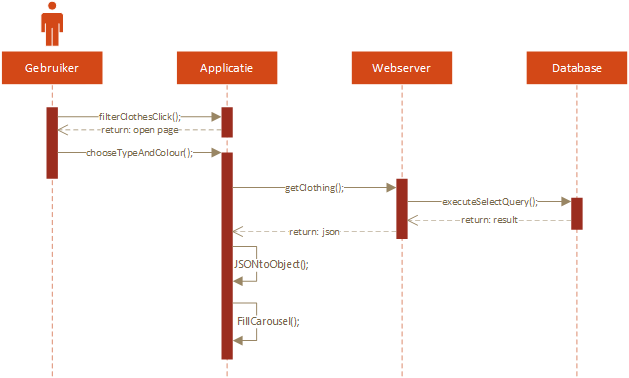 Gebruiker
Applicatie
Webserver
Database
filterClothesClick();
return: open page
chooseTypeAndColour();
getClothing();
executeSelectQuery();
return: result
return: json
JSONtoObject();
FillCarousel();